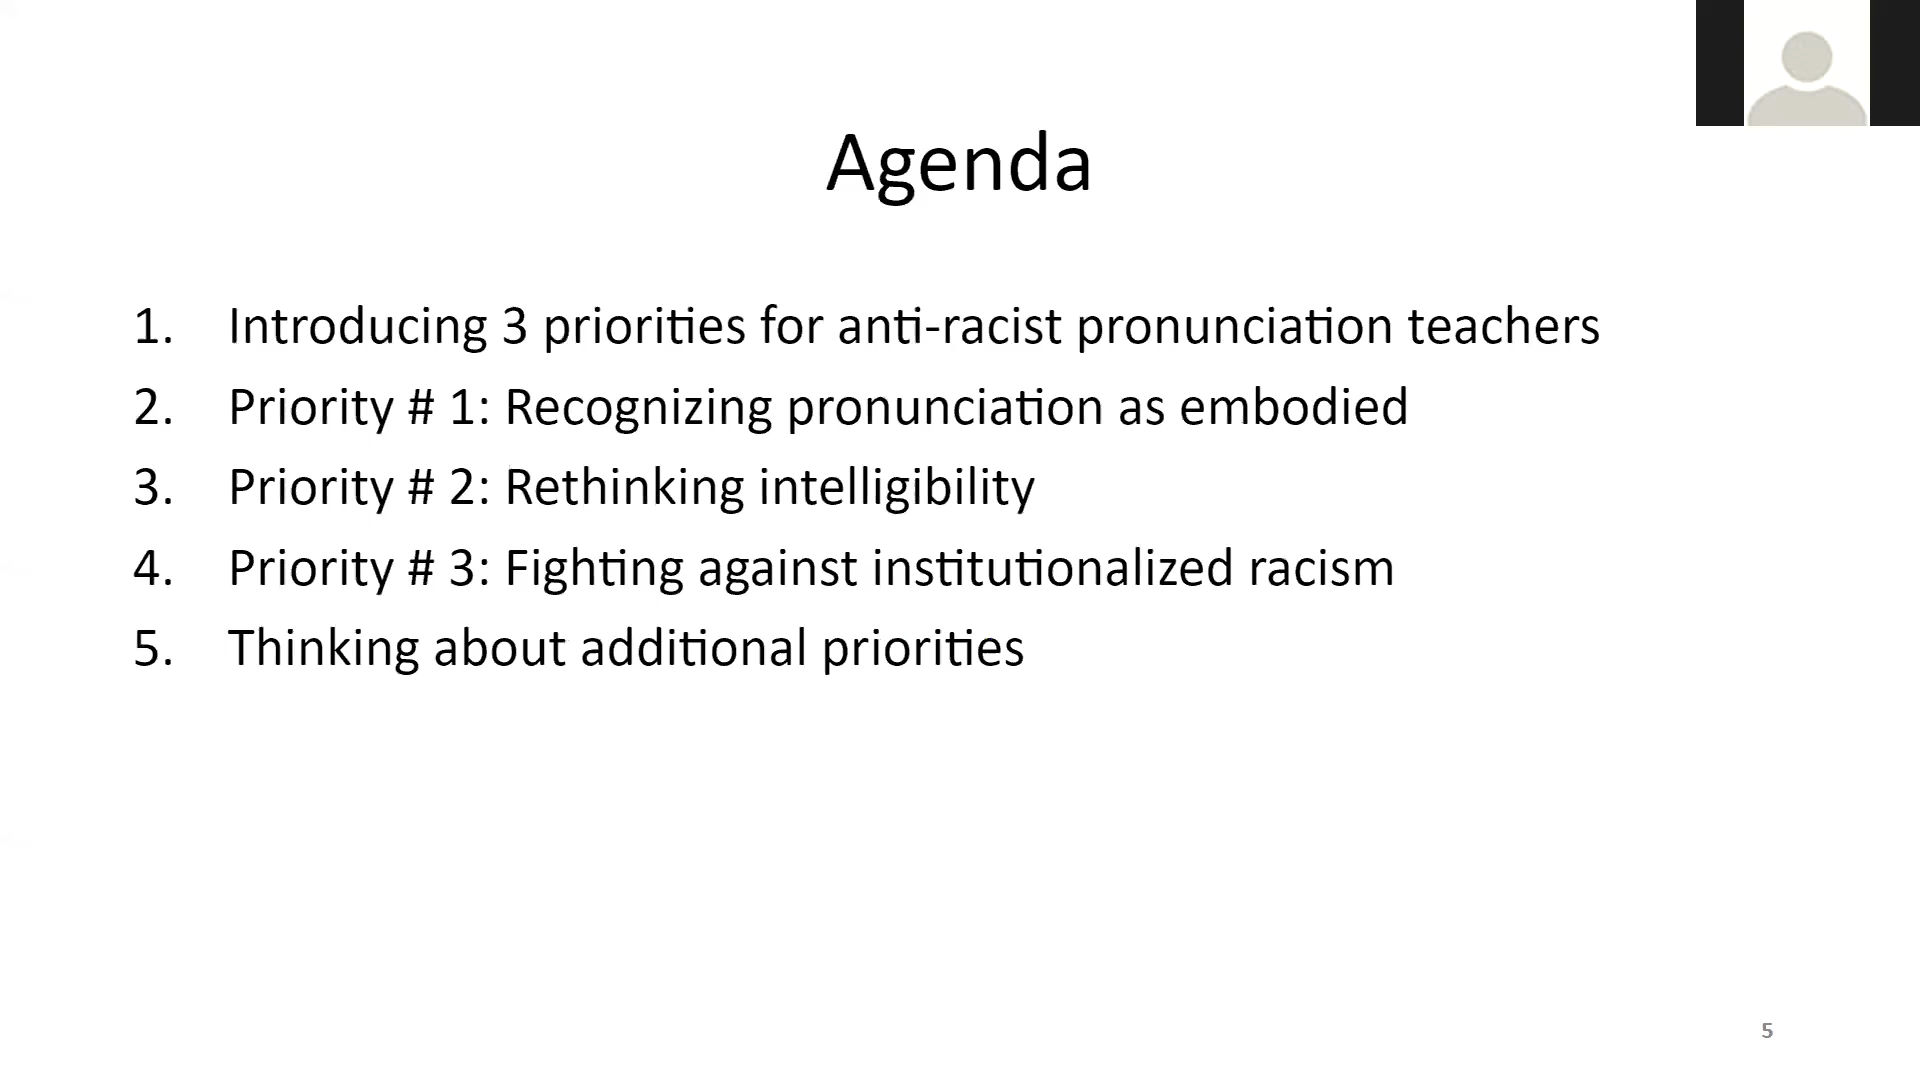 Agenda
1. Introducing 3 priorities for anti-racist pronunciation teachers
2. Priority # 1: Recognizing pronunciation as embodied
3. Priority # 2: Rethinking intelligibility
4. Priority # 3: Fighting against institutionalized racism
5. Thinking about additional priorities
5